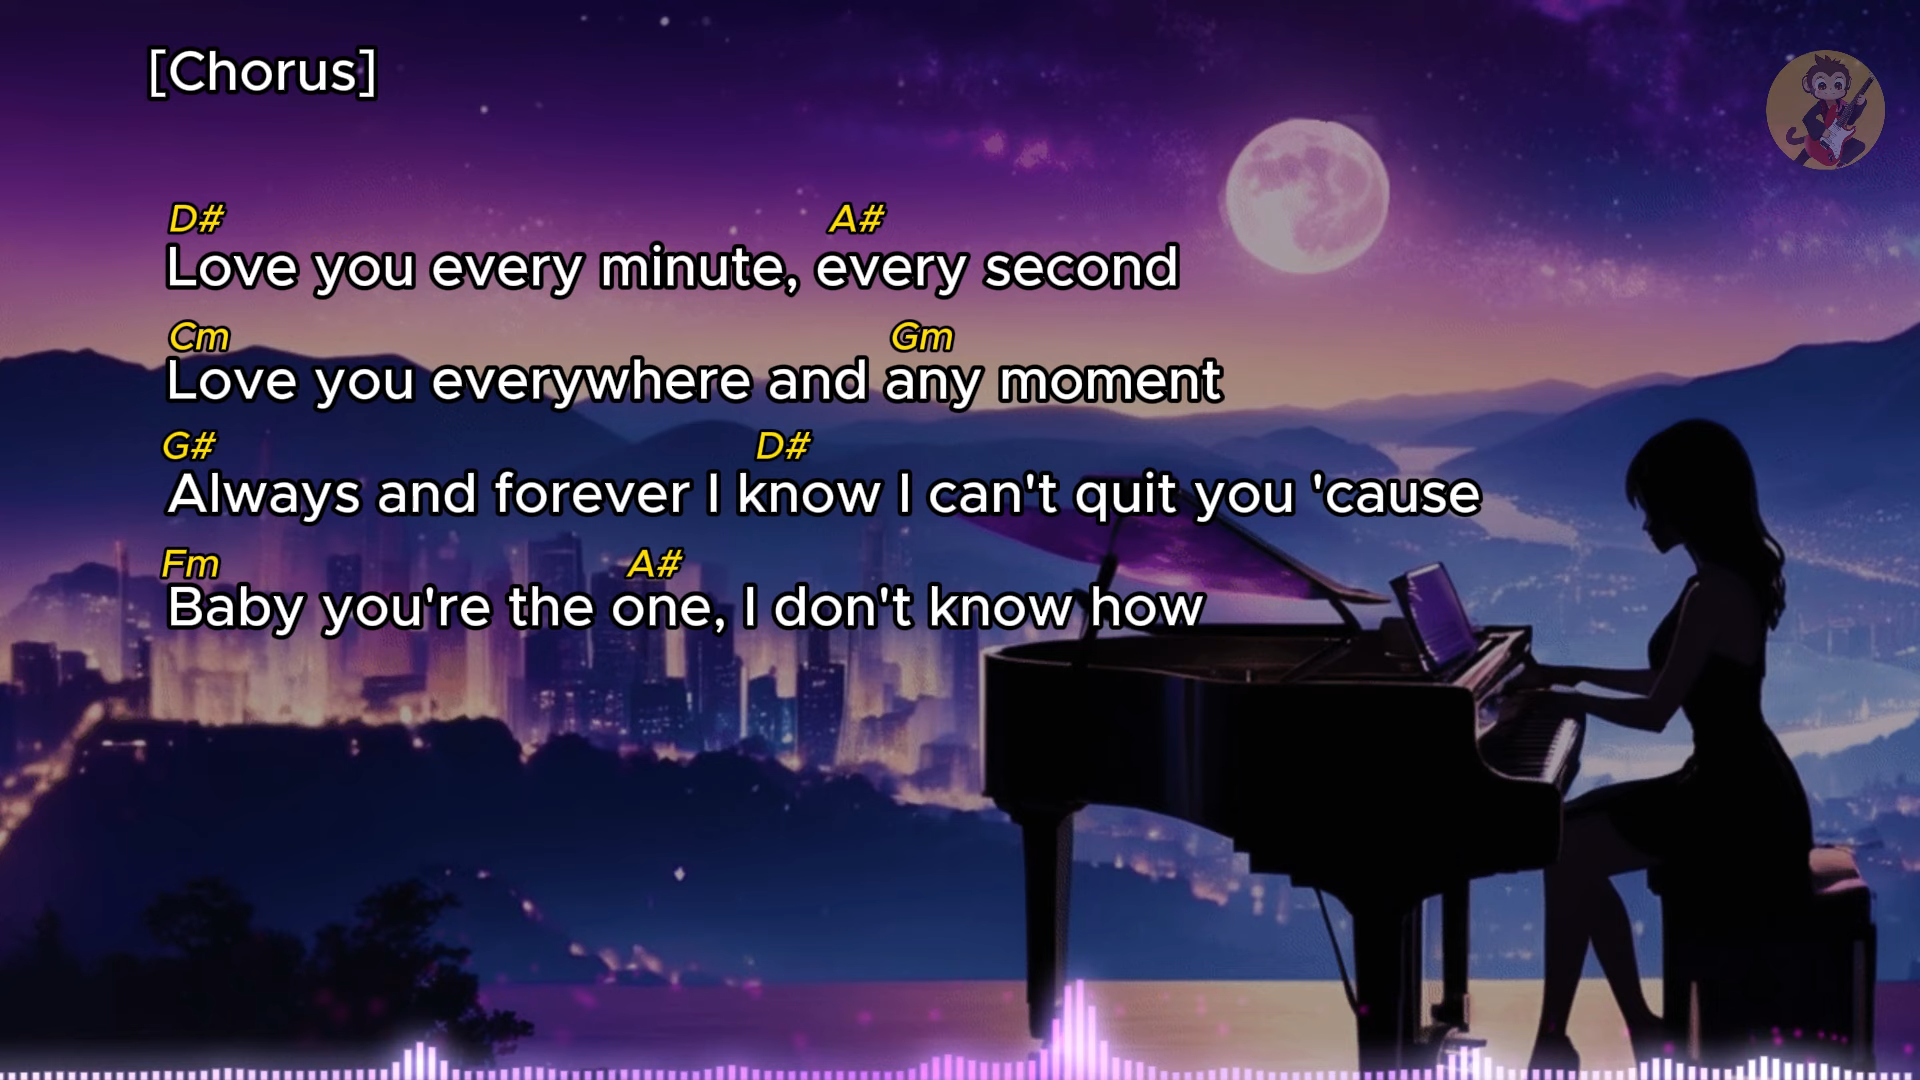 [Chorus]
D# A#
Love you every minute, every second
Cm Gm
Love you everywhere and any moment
G# D#
Always and forever I know I can't quit you 'cause
Fm A#
Baby you're the one, I don't know how